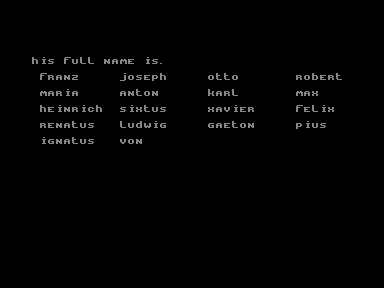 his full name is.
franz joseph otto robert
maria anton karl max
heinrich sixtus xavier felix
renatus ludwig gaeton pius
ignatus von